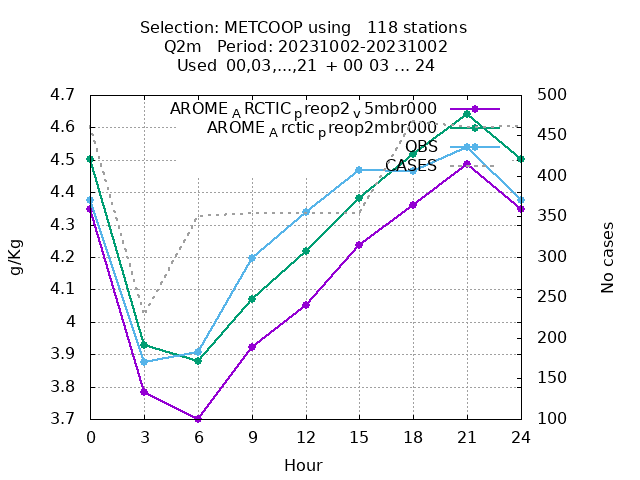 Selection: METCOOP using   118 stations
Q2m   Period: 20231002-20231002
Used  00,03,...,21  + 00 03 ... 24
AROME_ARCTIC_preop2_v5mbr000
AROME_Arctic_preop2mbr000
OBS
CASES
4.7
4.6
4.5
4.4
4.3
4.2
4.1
4
3.9
3.8
3.7
g/Kg
500
450
400
350
300
250
200
150
100
No cases
0 3 6 9 12 15 18 21 24
Hour